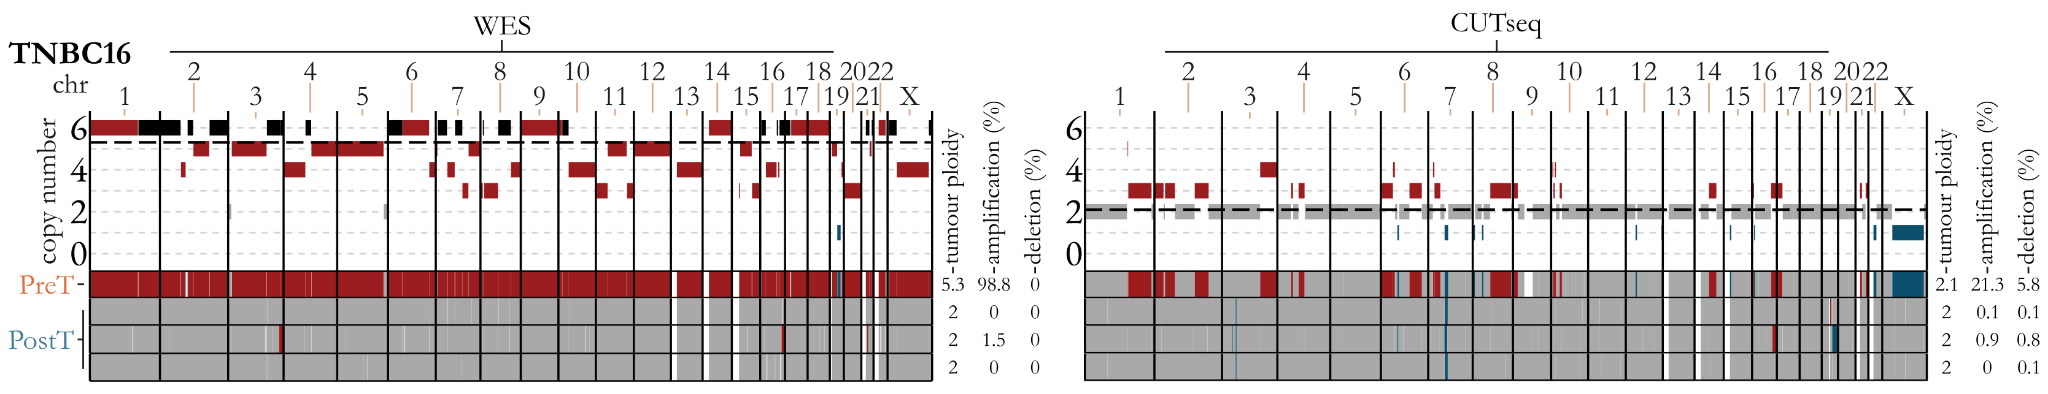 WES
TNBC16
chr
2 4 6 8 10 12 14 16 18 20 22
1 3 5 7 9 11 13 15 17 19 21 X
copy number
6
4
2
0
-tumour ploidy
-amplification (%)
-deletion (%)
PreT- 5.3 98.8 0
2 0 0
PostT- 2 1.5 0
2 0 0
CUTseq
2 4 6 8 10 12 14 16 18 20 22
1 3 5 7 9 11 13 15 17 19 21 X
6
4
2
0
-tumour ploidy
-amplification (%)
-deletion (%)
2.1 21.3 5.8
2 0.1 0.1
2 0.9 0.8
2 0 0.1